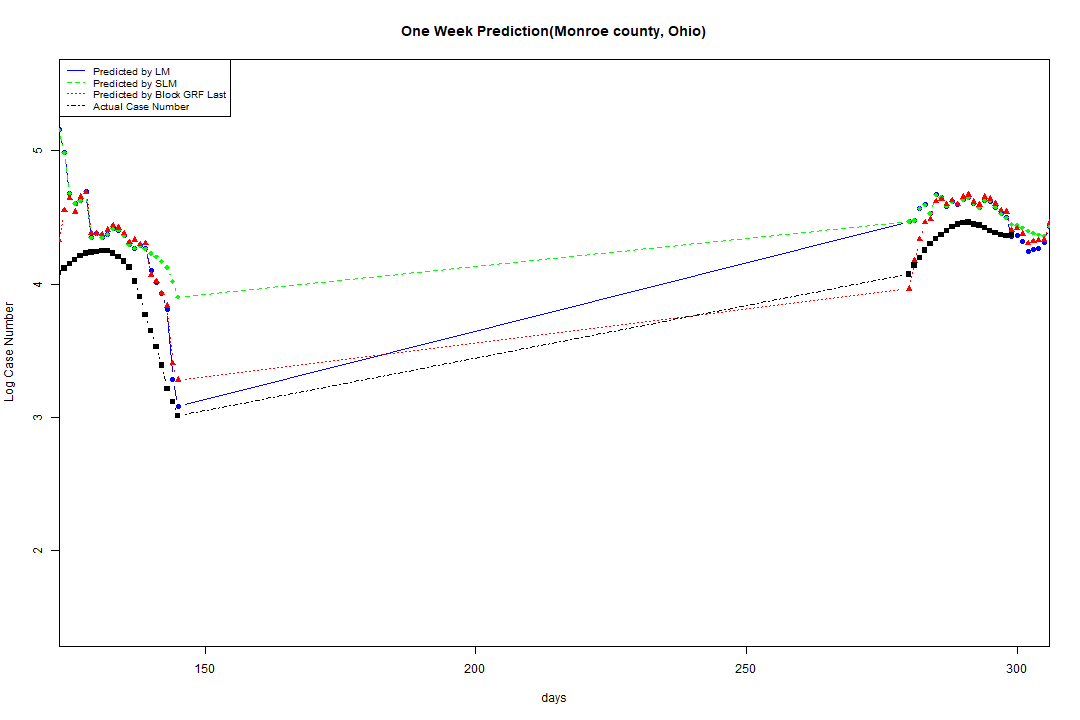 One Week Prediction(Monroe county, Ohio)
Predicted by LM
Predicted by SLM
Predicted by Block GRF Last
Actual Case Number
5
4
3
2
Log Case Number
150
200
250
300
days